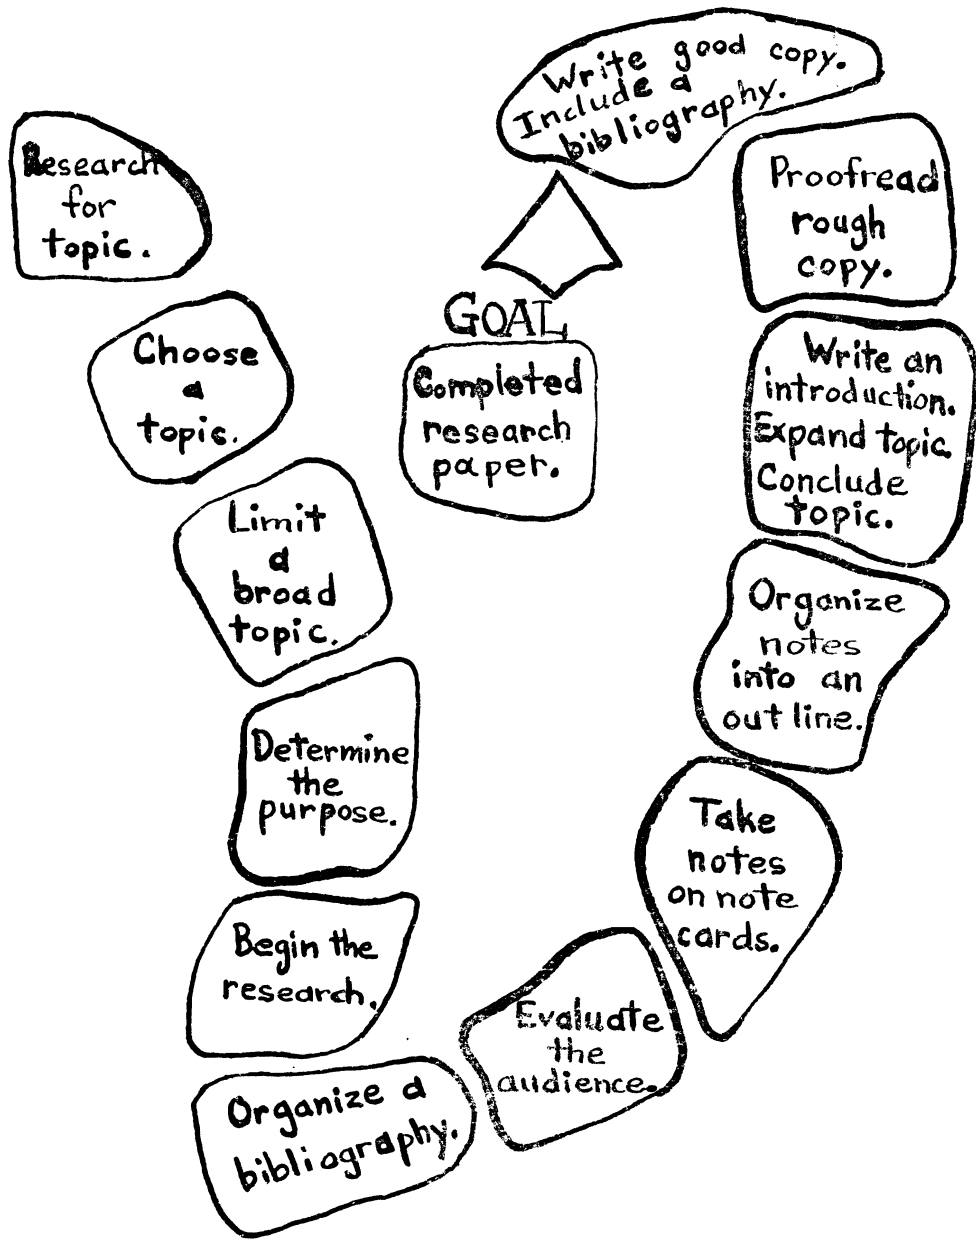 Research
for
topic.
Choose
a
topic.
Limit
a
broad
topic.
Determine
the
purpose.
Begin the
research.
Organize a
bibliography.
Evaluate
the
audience.
Take
notes
on note
cards.
Organize
notes
into an
out line.
Write an
introduction.
Expand topic.
Conclude
topic.
Proofread
rough
copy.
Write good copy.
Include a
bibliography.
GOAL
Completed
research
paper.